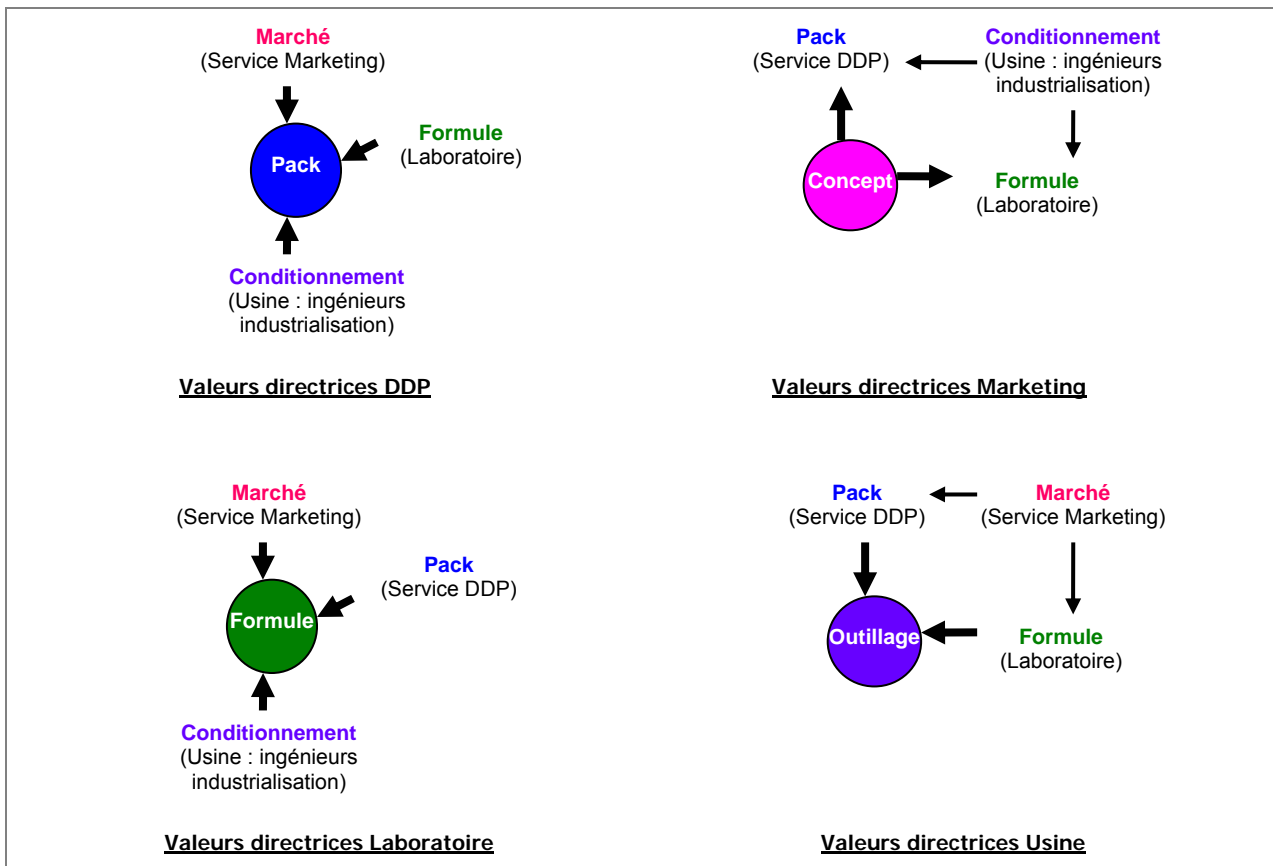 Marché
(Service Marketing)
Pack
Formule
(Laboratoire)
Conditionnement
(Usine : ingénieurs
industrialisation)
Valeurs directrices DDP
Pack
(Service DDP)
Conditionnement
(Usine : ingénieurs
industrialisation)
Concept
Formule
(Laboratoire)
Valeurs directrices Marketing
Marché
(Service Marketing)
Pack
(Service DDP)
Formule
Conditionnement
(Usine : ingénieurs
industrialisation)
Valeurs directrices Laboratoire
Pack
(Service DDP)
Marché
(Service Marketing)
Outillage
Formule
(Laboratoire)
Valeurs directrices Usine